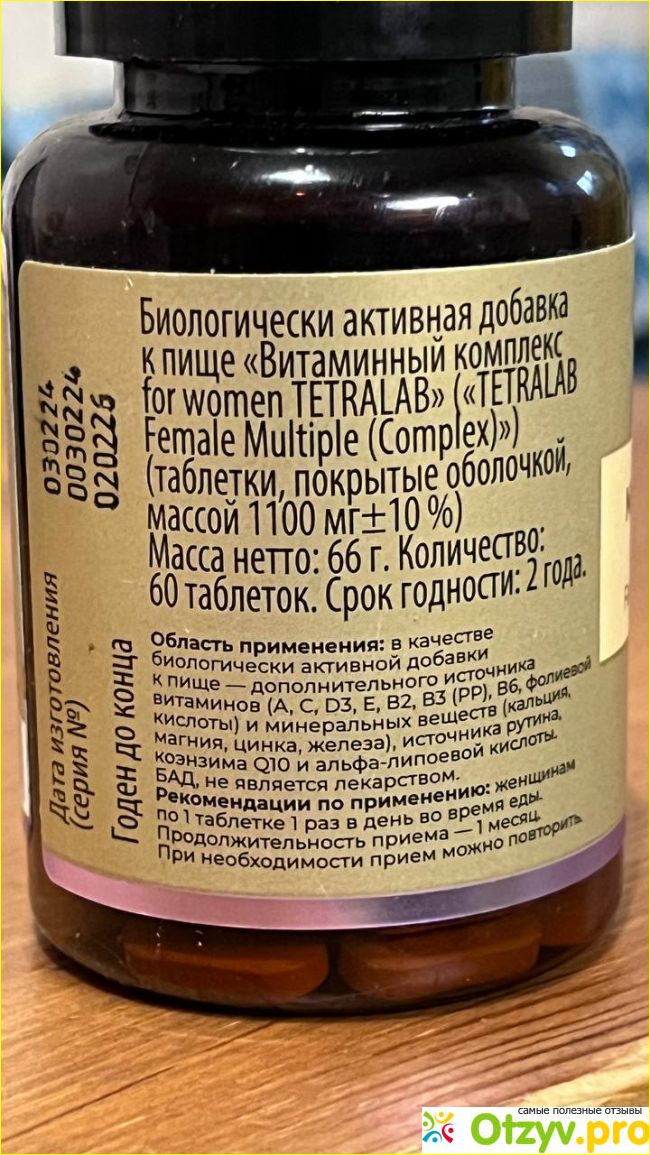 Биологически активная добавка
к пище «Витаминный комплекс
for women TETRALAB» («TETRALAB
Female Multiple (Complex)»)
(таблетки, покрытые оболочкой,
массой 1100 мг±10 %)
Масса нетто: 66 г. Количество:
60 таблеток. Срок годности: 2 года.
Область применения: в качестве
биологически активной добавки
к пище — дополнительного источника
витаминов (А, С, D3, Е, В2, В3 (РР), В6, фолиевой
кислоты) и минеральных веществ (кальция,
магния, цинка, железа), источника рутина,
коэнзима Q10 и альфа-липоевой кислоты.
БАД, не является лекарством.
Рекомендации по применению: женщинам
по 1 таблетке 1 раз в день во время еды.
Продолжительность приема — 1 месяц.
При необходимости прием можно повторить.
Дата изготовления 030224
(серия №) 0030224
Годен до конца 020226
самые полезные отзывы
Otzyv.pro